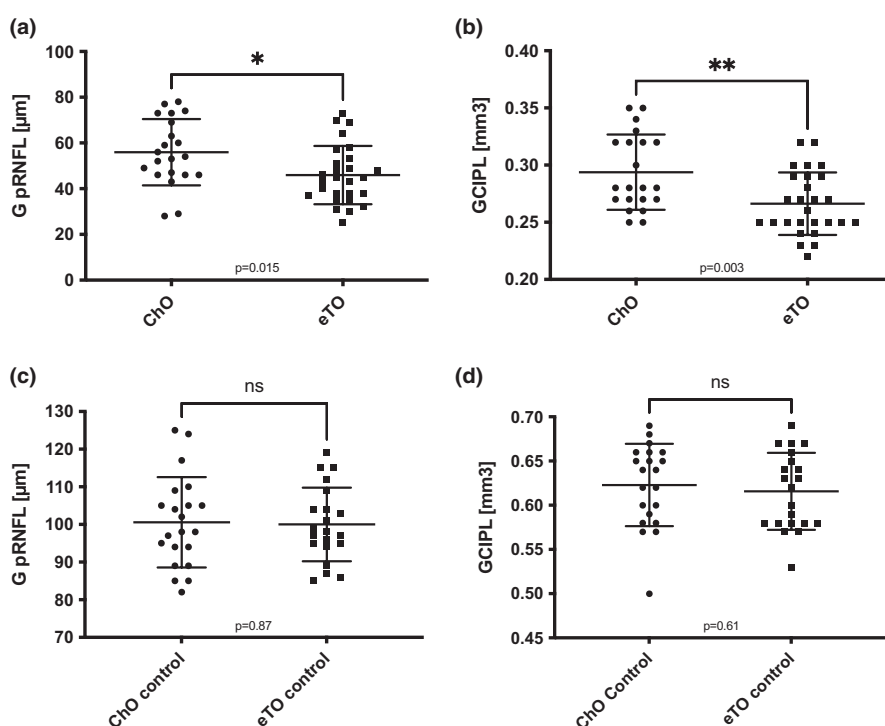 (a)
G pRNFL [µm]
100
80
60
40
20
0
*
p=0.015
ChO
eTO
(b)
GCIPL [mm3]
0.40
0.35
0.30
0.25
0.20
**
p=0.003
ChO
eTO
(c)
G pRNFL [µm]
130
120
110
100
90
80
70
ns
p=0.87
ChO control
eTO control
(d)
GCIPL [mm3]
0.70
0.65
0.60
0.55
0.50
0.45
ns
p=0.61
ChO Control
eTO control